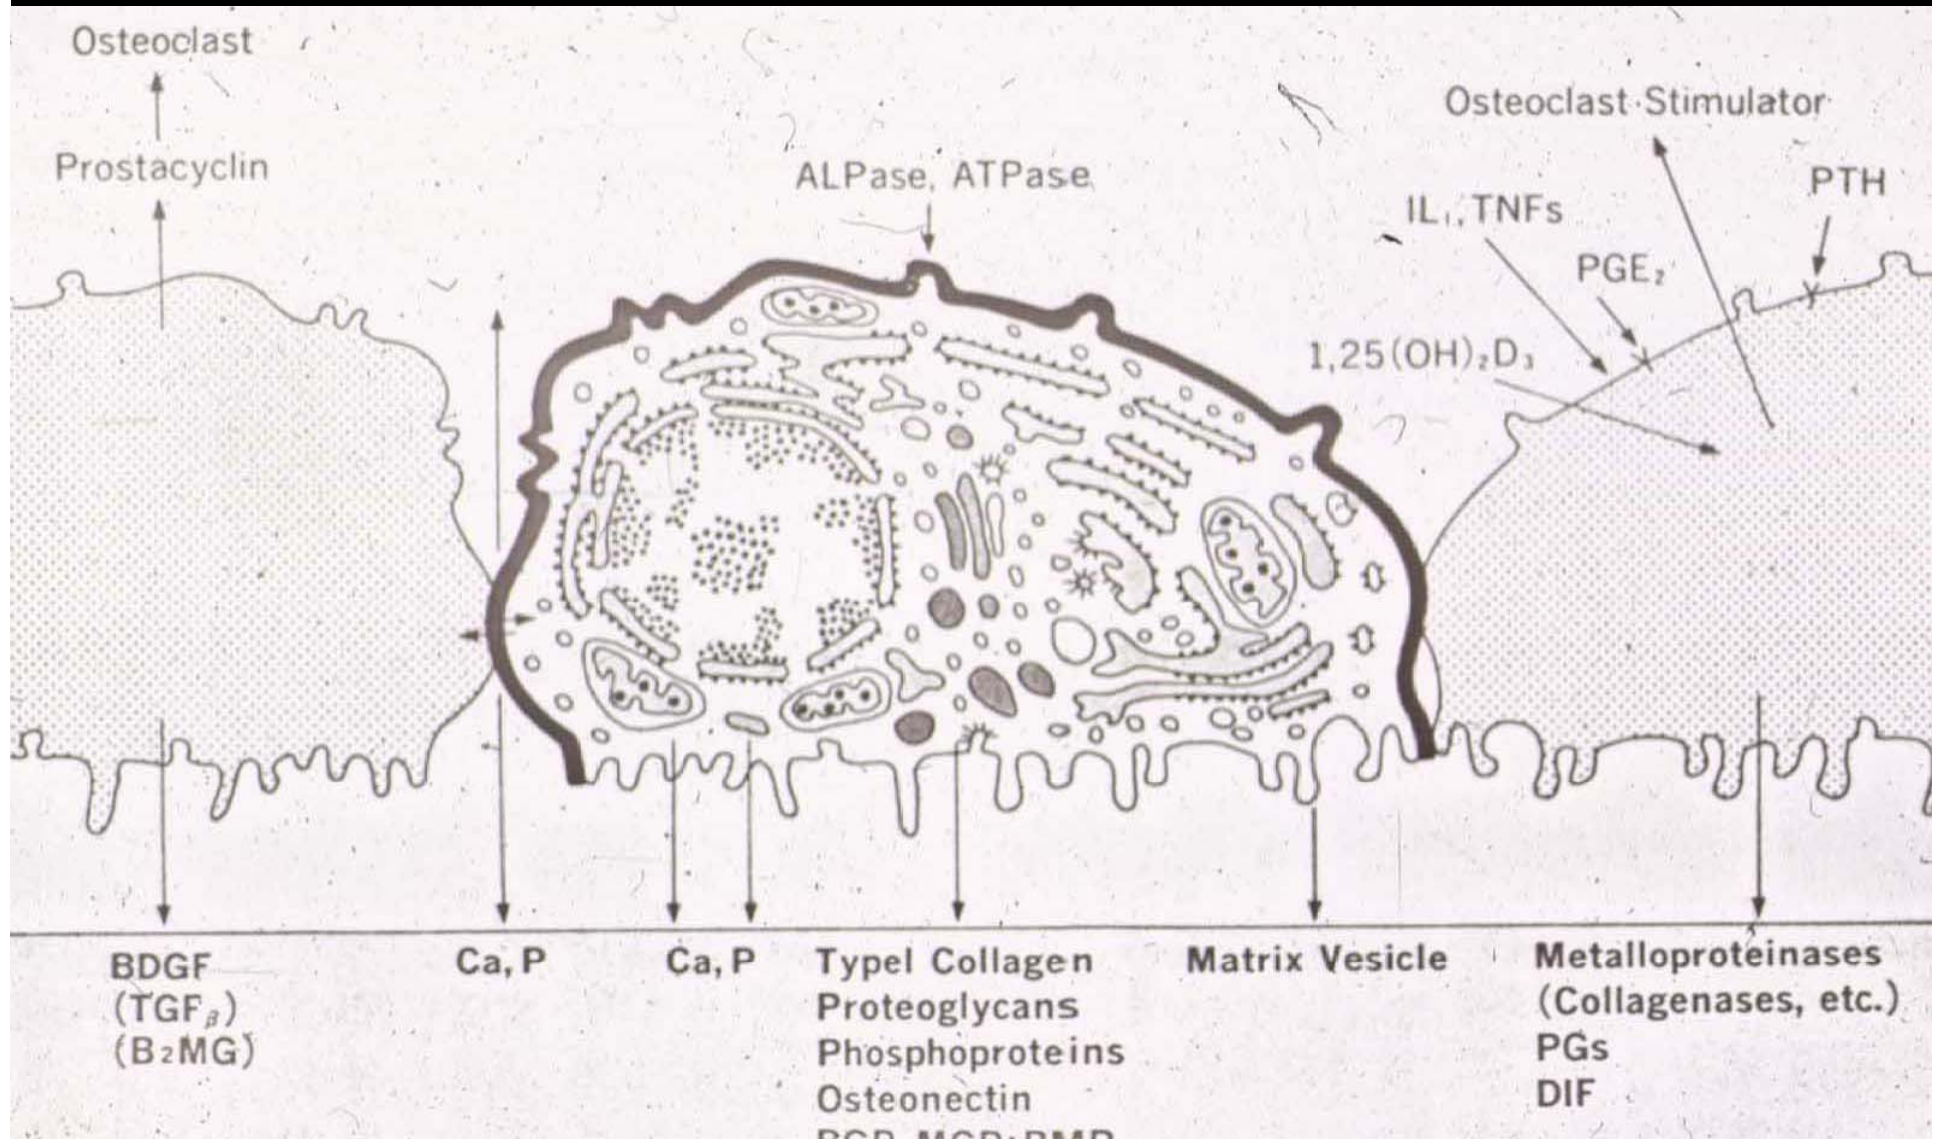 Osteoclast
Prostacyclin
ALPase, ATPase
Osteoclast Stimulator
PTH
IL₁, TNFs
PGE₂
1,25(OH)₂D₃
BDGF
(TGFβ)
(B₂MG)
Ca, P
Ca, P
TypeI Collagen
Proteoglycans
Phosphoproteins
Osteonectin
Matrix Vesicle
Metalloproteinases
(Collagenases, etc.)
PGs
DIF